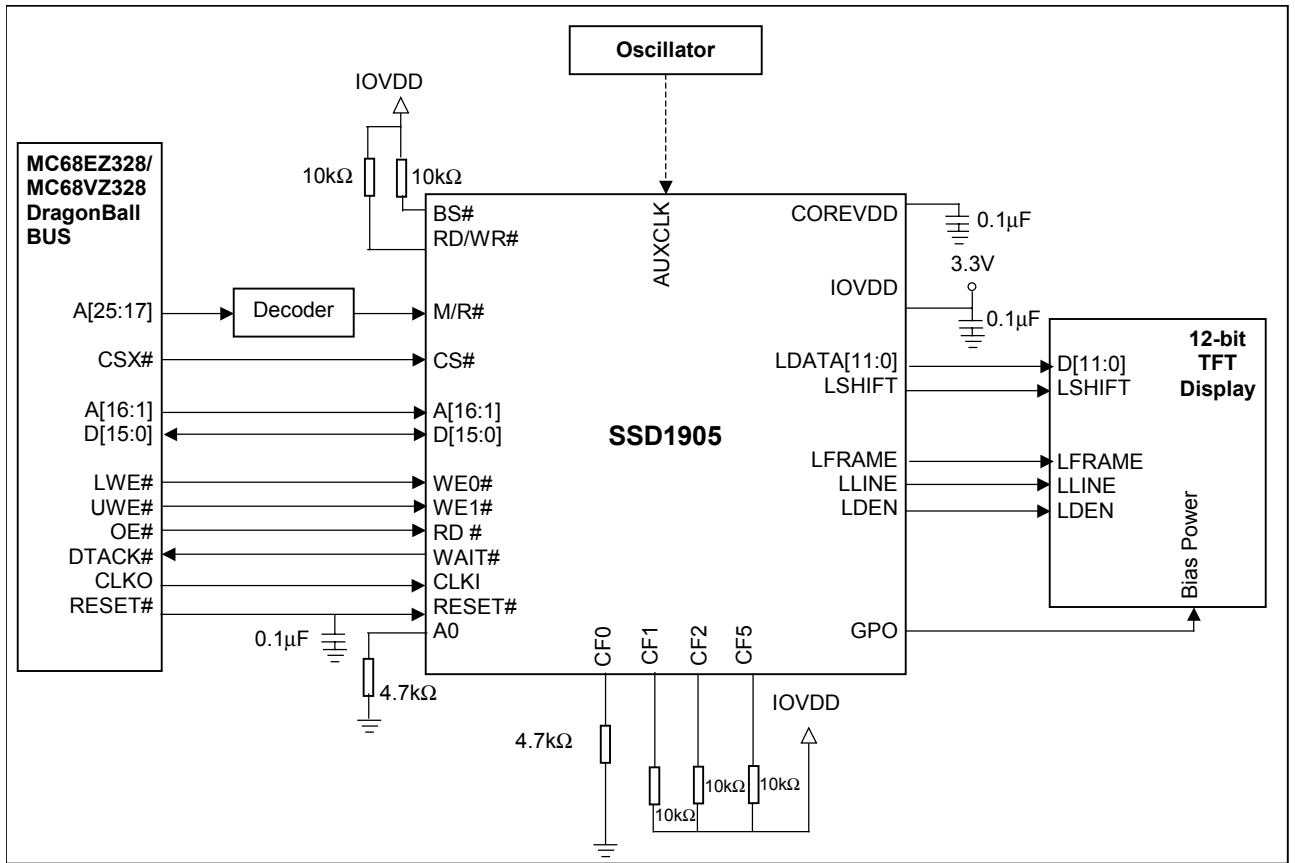 Oscillator
IOVDD
MC68EZ328/
MC68VZ328
DragonBall
BUS
10kΩ
10kΩ
BS#
RD/WR#
AUXCLK
COREVDD
0.1μF
3.3V
IOVDD
0.1μF
A[25:17]
Decoder
M/R#
CSX#
CS#
A[16:1]
A[16:1]
D[15:0]
D[15:0]
SSD1905
LDATA[11:0]
D[11:0]
LSHIFT
LSHIFT
12-bit
TFT
Display
LWE#
WE0#
UWE#
WE1#
OE#
RD #
DTACK#
WAIT#
CLKO
CLKI
RESET#
RESET#
0.1μF
A0
4.7kΩ
LFRAME
LFRAME
LLINE
LLINE
LDEN
LDEN
Bias Power
GPO
CF0
CF1
CF2
CF5
IOVDD
4.7kΩ
10kΩ
10kΩ
10kΩ